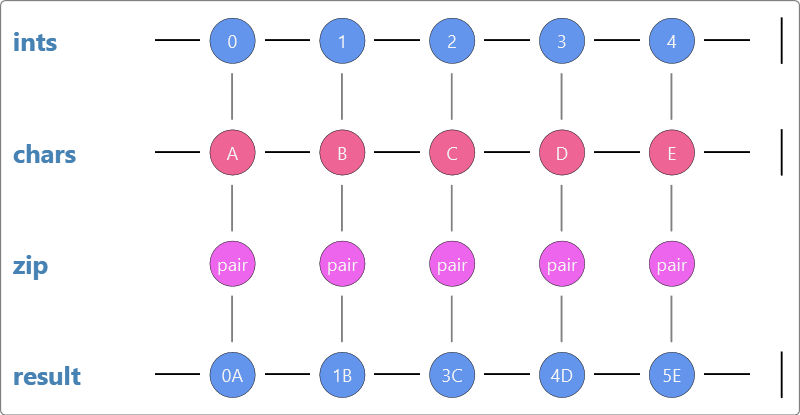 ints 0 1 2 3 4
chars A B C D E
zip pair pair pair pair pair
result 0A 1B 3C 4D 5E